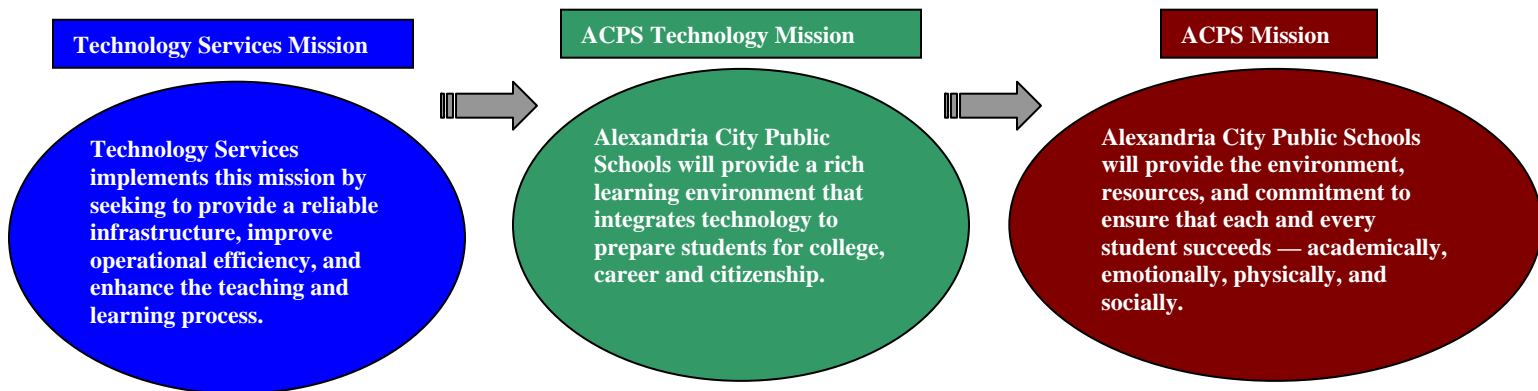 Technology Services Mission
Technology Services
implements this mission by
seeking to provide a reliable
infrastructure, improve
operational efficiency, and
enhance the teaching and
learning process.
ACPS Technology Mission
Alexandria City Public
Schools will provide a rich
learning environment that
integrates technology to
prepare students for college,
career and citizenship.
ACPS Mission
Alexandria City Public Schools
will provide the environment,
resources, and commitment to
ensure that each and every
student succeeds — academically,
emotionally, physically, and
socially.